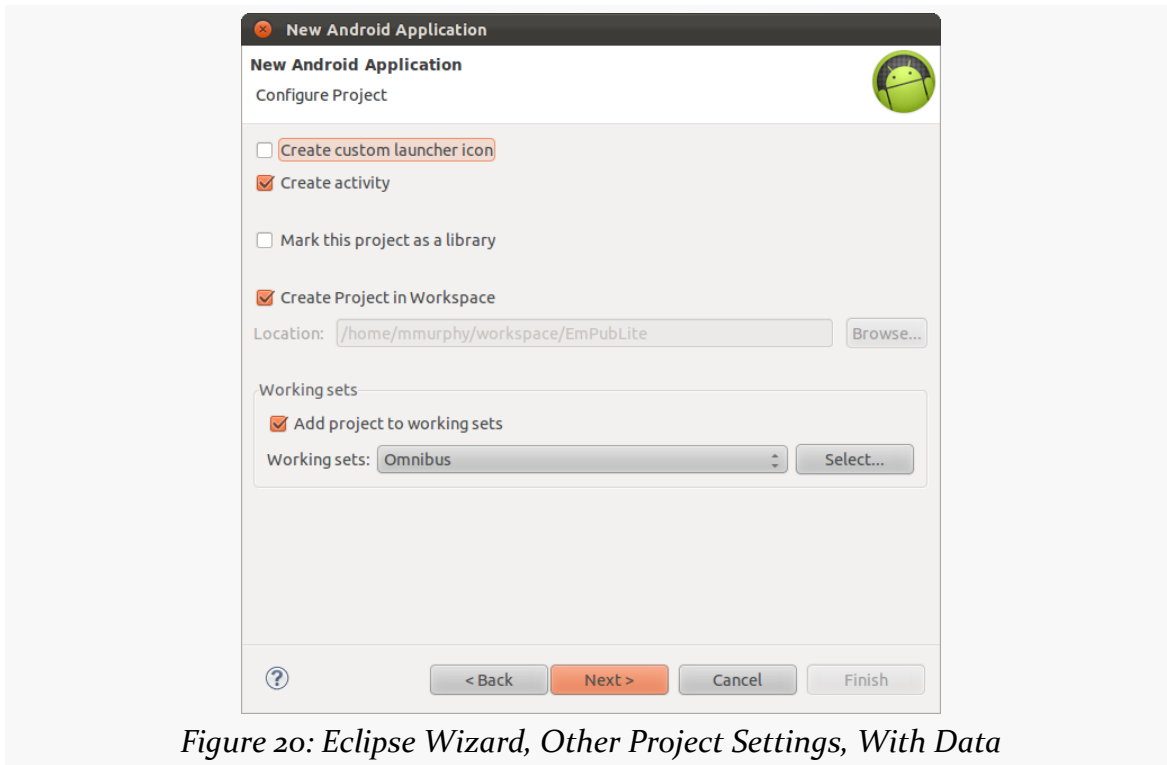 New Android Application
New Android Application
Configure Project
Create custom launcher icon
Create activity
Mark this project as a library
Create Project in Workspace
Location: /home/mmurphy/workspace/EmPubLite Browse...
Working sets
Add project to working sets
Working sets: Omnibus Select...
? < Back Next > Cancel Finish
Figure 20: Eclipse Wizard, Other Project Settings, With Data